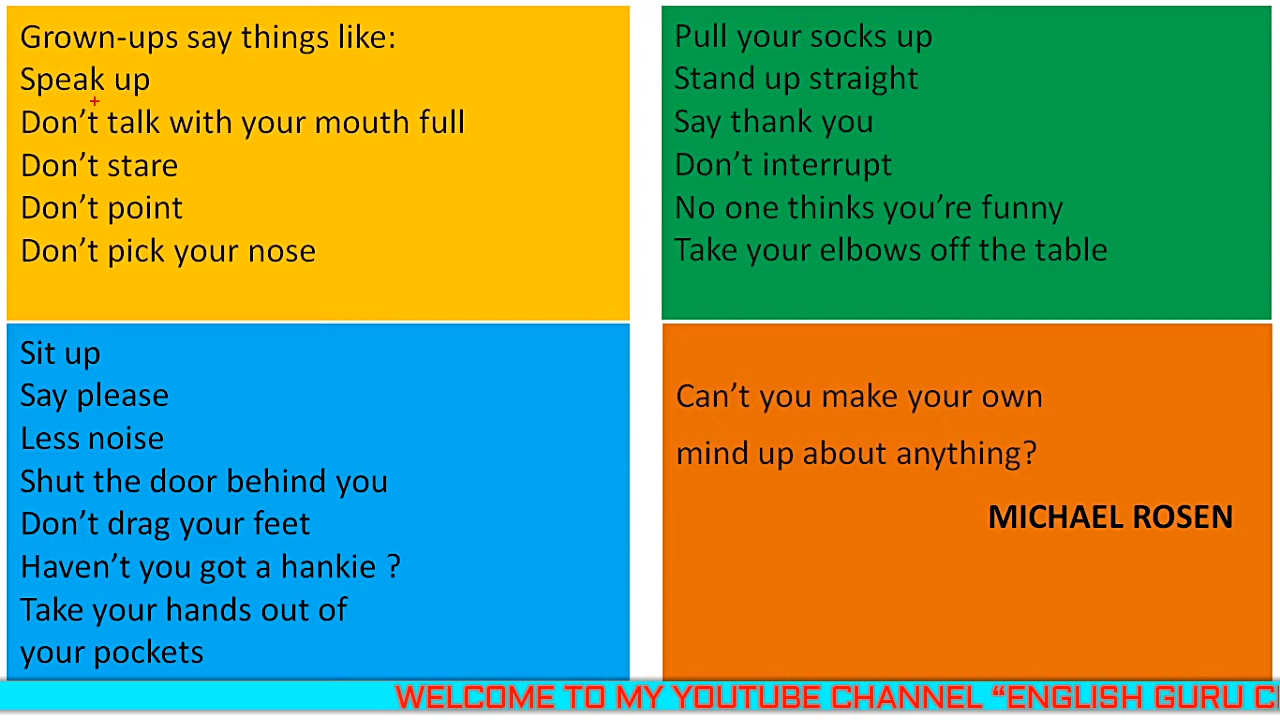 Grown-ups say things like:
Speak up
Don't talk with your mouth full
Don't stare
Don't point
Don't pick your nose
Sit up
Say please
Less noise
Shut the door behind you
Don't drag your feet
Haven't you got a hankie ?
Take your hands out of
your pockets
Pull your socks up
Stand up straight
Say thank you
Don't interrupt
No one thinks you're funny
Take your elbows off the table
Can't you make your own
mind up about anything?
MICHAEL ROSEN
WELCOME TO MY YOUTUBE CHANNEL “ENGLISH GURU